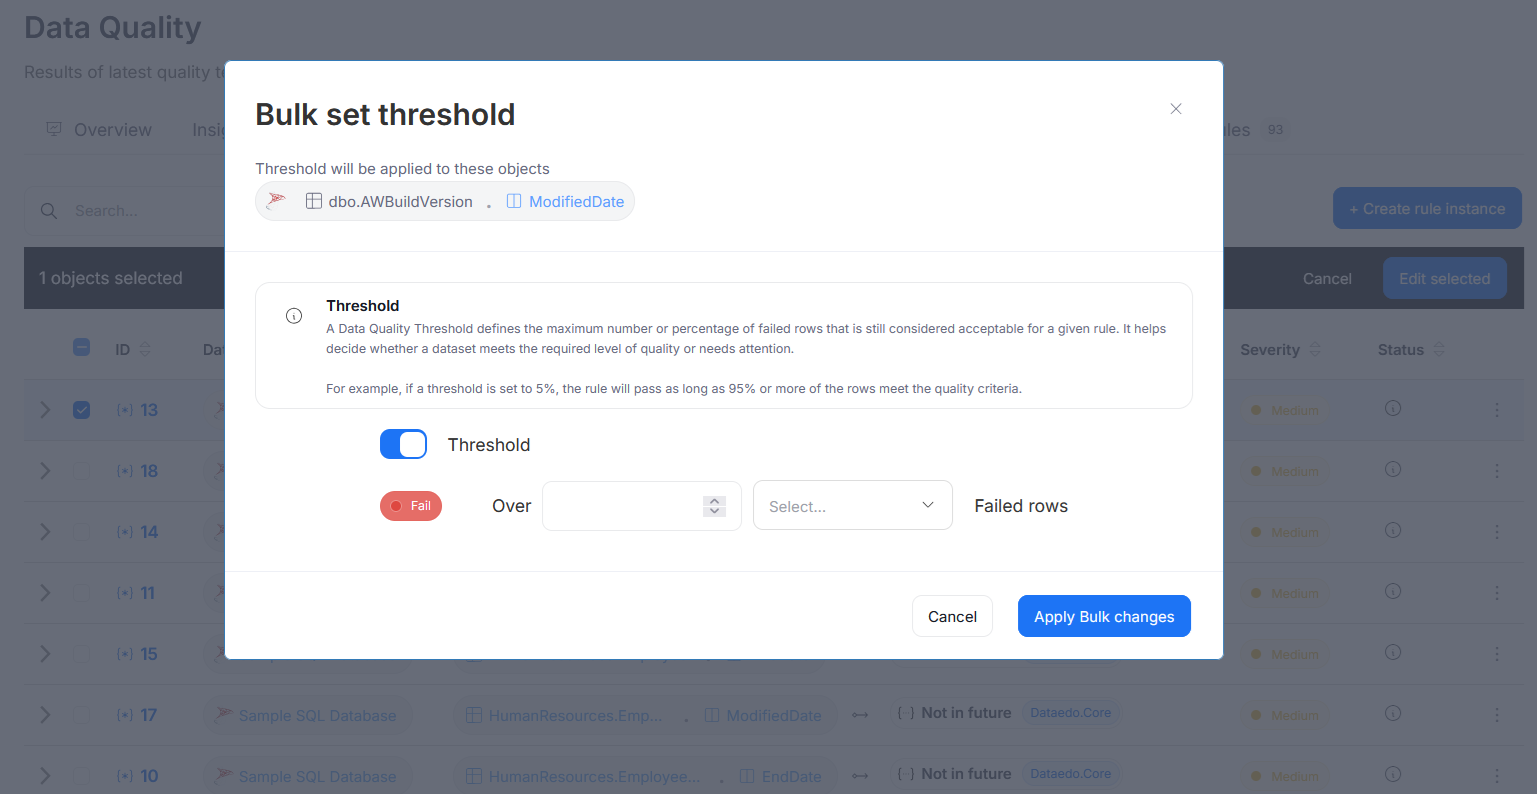 Data Quality
Results of latest quality
Overview
93
Bulk set threshold
Threshold will be applied to these objects
dbo.AWBuildVersion . ModifiedDate
Search...
+ Create rule instance
1 objects selected
Cancel
Edit selected
Threshold
A Data Quality Threshold defines the maximum number or percentage of failed rows that is still considered acceptable for a given rule. It helps
decide whether a dataset meets the required level of quality or needs attention.
For example, if a threshold is set to 5%, the rule will pass as long as 95% or more of the rows meet the quality criteria.
ID
Severity
Status
{*} 13
Medium
Threshold
{*} 18
Medium
Fail
Over
Select...
Failed rows
{*} 14
Medium
{*} 11
Medium
Cancel
Apply Bulk changes
{*} 15
Medium
{*} 17 Sample SQL Database HumanResources.Emp... . ModifiedDate {··} Not in future Dataedo.Core Medium
{*} 10 Sample SQL Database HumanResources.Employee... . EndDate {··} Not in future Dataedo.Core Medium